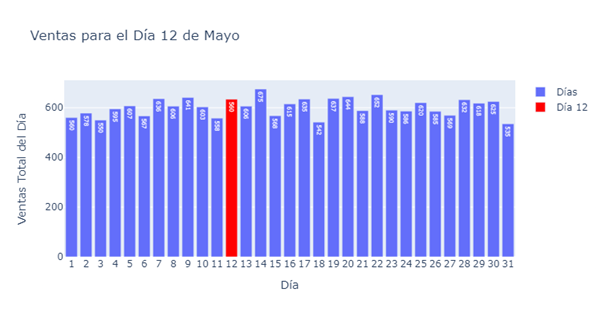 Ventas para el Día 12 de Mayo
Ventas Total del Día
600
400
200
0
560 578 550 595 607 567 636 606 641 603 558 560 606 675 568 615 635 542 637 644 588 652 590 586 620 585 569 632 618 625 535
1 2 3 4 5 6 7 8 9 10 11 12 13 14 15 16 17 18 19 20 21 22 23 24 25 26 27 28 29 30 31
Día
Días
Día 12